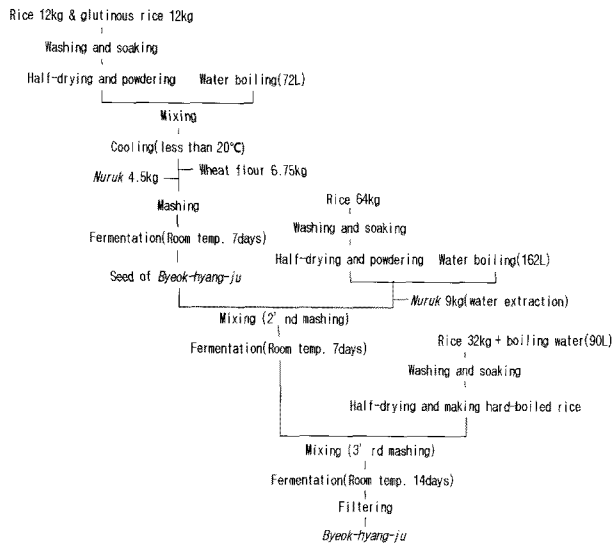 Rice 12kg & glutinous rice 12kg
Washing and soaking
Half-drying and powdering
Water boiling(72L)
Mixing
Cooling(less than 20℃)
Nuruk 4.5kg
Wheat flour 6.75kg
Mashing
Fermentation(Room temp. 7days)
Seed of Byeok-hyang-ju
Rice 64kg
Washing and soaking
Half-drying and powdering
Water boiling(162L)
Nuruk 9kg(water extraction)
Mixing (2' nd mashing)
Fermentation(Room temp. 7days)
Rice 32kg + boiling water(90L)
Washing and soaking
Half-drying and making hard-boiled rice
Mixing (3' rd mashing)
Fermentation(Room temp. 14days)
Filtering
Byeok-hyang-ju